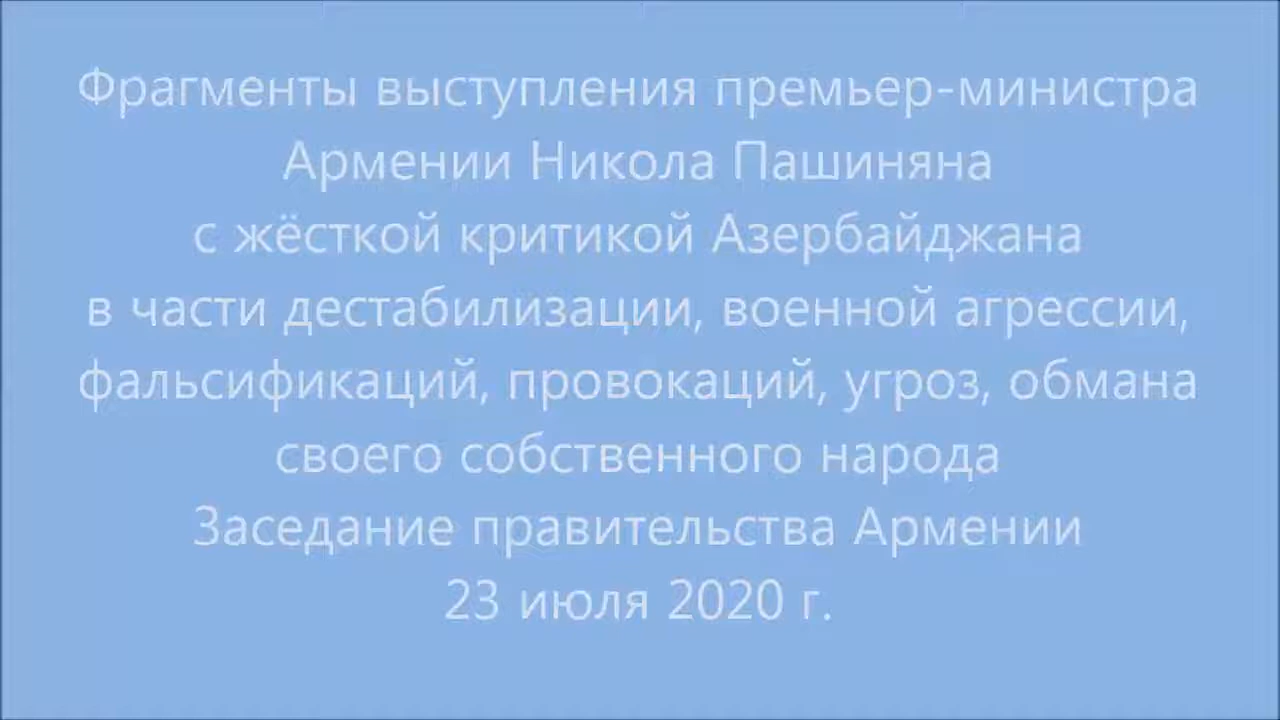 Фрагменты выступления премьер-министра
Армении Никола Пашиняна
с жёсткой критикой Азербайджана
в части дестабилизации, военной агрессии,
фальсификаций, провокаций, угроз, обмана
своего собственного народа
Заседание правительства Армении
23 июля 2020 г.